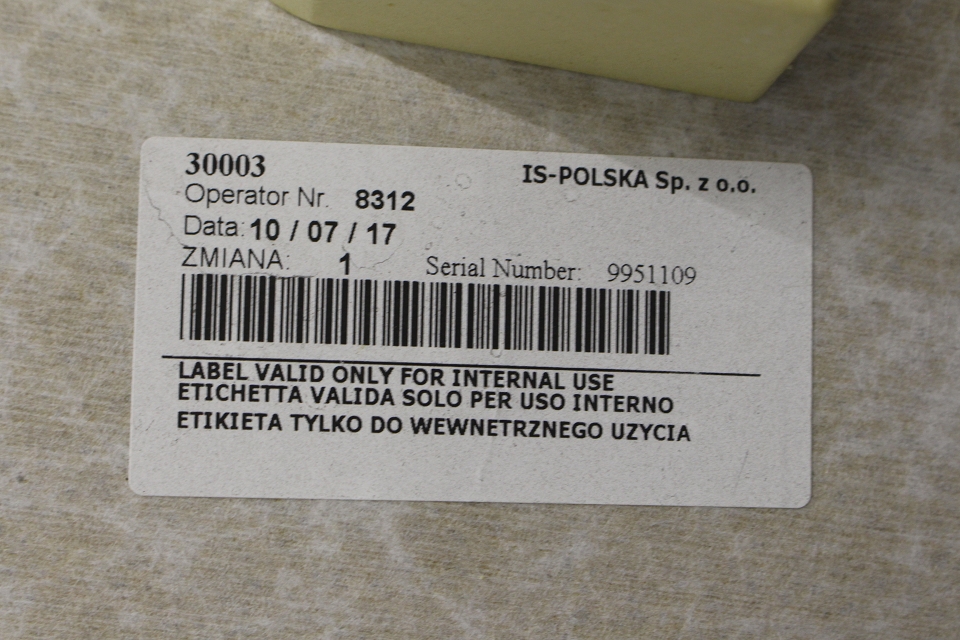 30003
IS-POLSKA Sp. z o.o.
Operator Nr. 8312
Data: 10 / 07 / 17
ZMIANA: 1 Serial Number: 9951109
LABEL VALID ONLY FOR INTERNAL USE
ETICHETTA VALIDA SOLO PER USO INTERNO
ETIKIETA TYLKO DO WEWNETRZNEGO UZYCIA